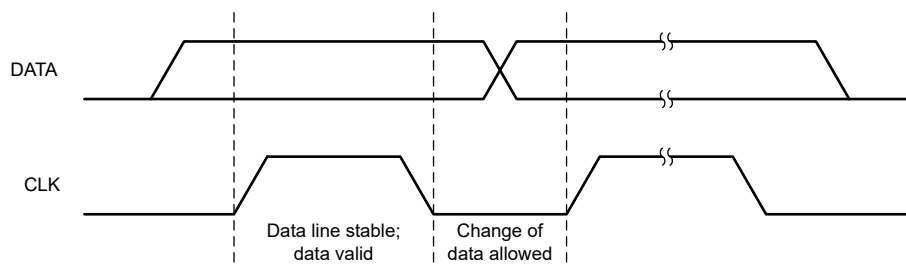 DATA
CLK
Data line stable;
data valid
Change of
data allowed